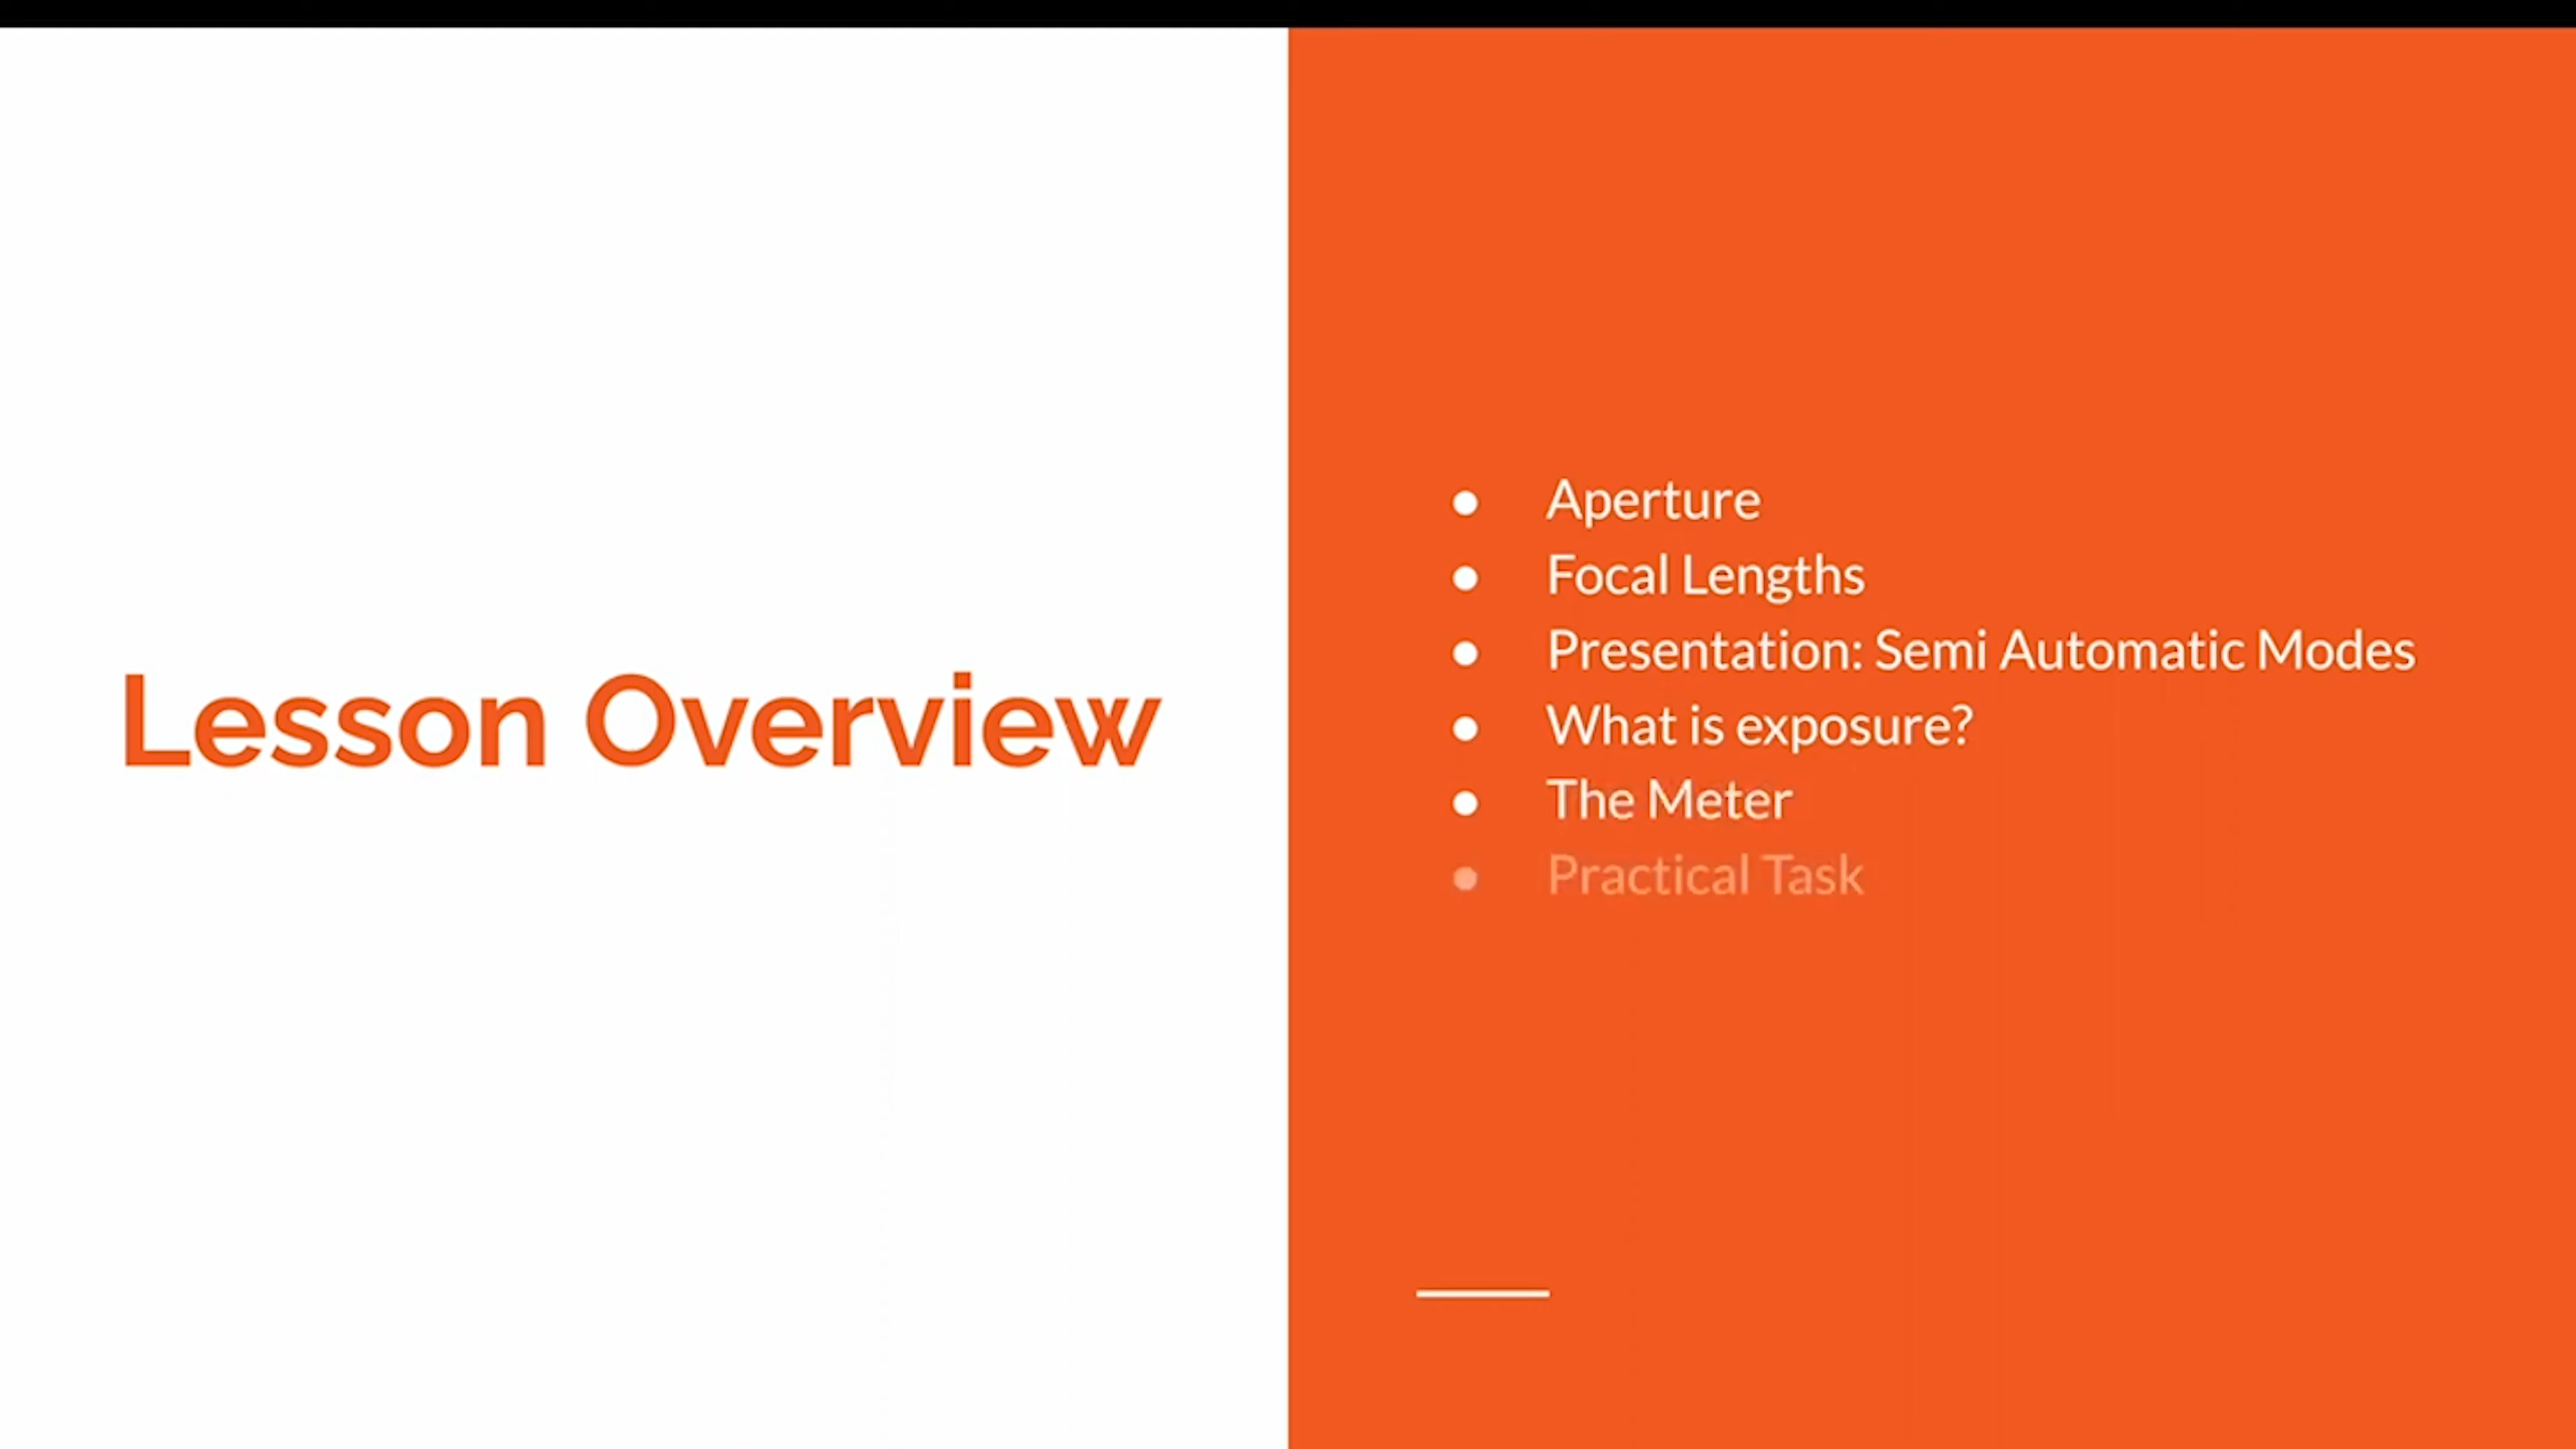 Lesson Overview
Aperture
Focal Lengths
Presentation: Semi Automatic Modes
What is exposure?
The Meter
Practical Task